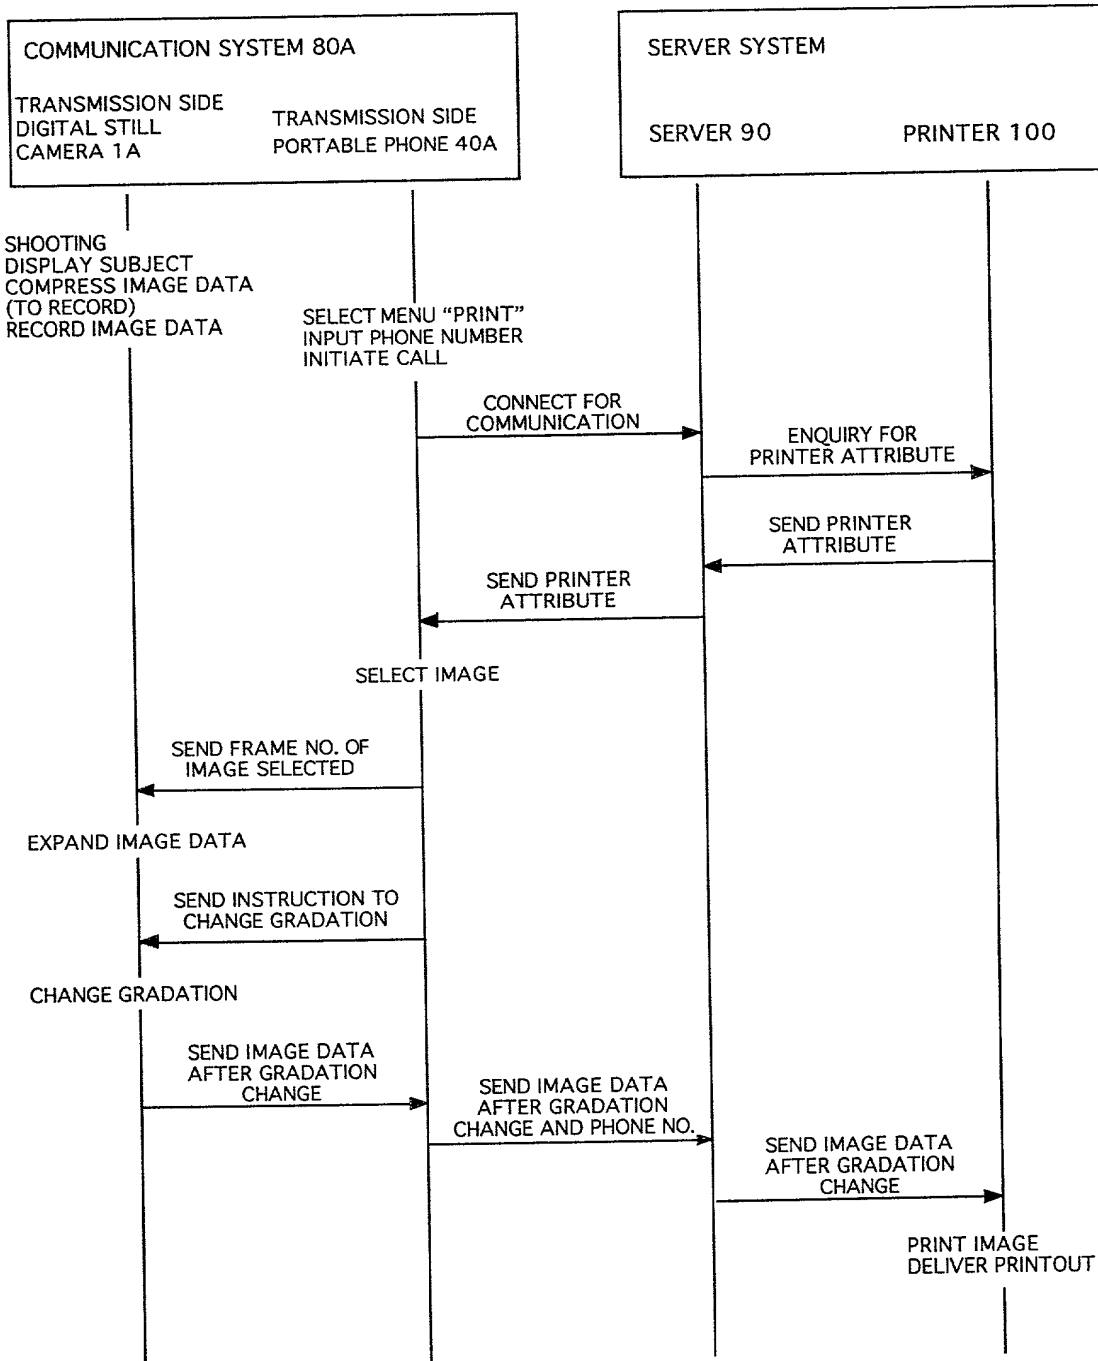 COMMUNICATION SYSTEM 80A
TRANSMISSION SIDE
DIGITAL STILL
CAMERA 1A
TRANSMISSION SIDE
PORTABLE PHONE 40A
SERVER SYSTEM
SERVER 90
PRINTER 100
SHOOTING
DISPLAY SUBJECT
COMPRESS IMAGE DATA
(TO RECORD)
RECORD IMAGE DATA
SELECT MENU “PRINT”
INPUT PHONE NUMBER
INITIATE CALL
CONNECT FOR
COMMUNICATION
ENQUIRY FOR
PRINTER ATTRIBUTE
SEND PRINTER
ATTRIBUTE
SEND PRINTER
ATTRIBUTE
SELECT IMAGE
SEND FRAME NO. OF
IMAGE SELECTED
EXPAND IMAGE DATA
SEND INSTRUCTION TO
CHANGE GRADATION
CHANGE GRADATION
SEND IMAGE DATA
AFTER GRADATION
CHANGE
SEND IMAGE DATA
AFTER GRADATION
CHANGE AND PHONE NO.
SEND IMAGE DATA
AFTER GRADATION
CHANGE
PRINT IMAGE
DELIVER PRINTOUT